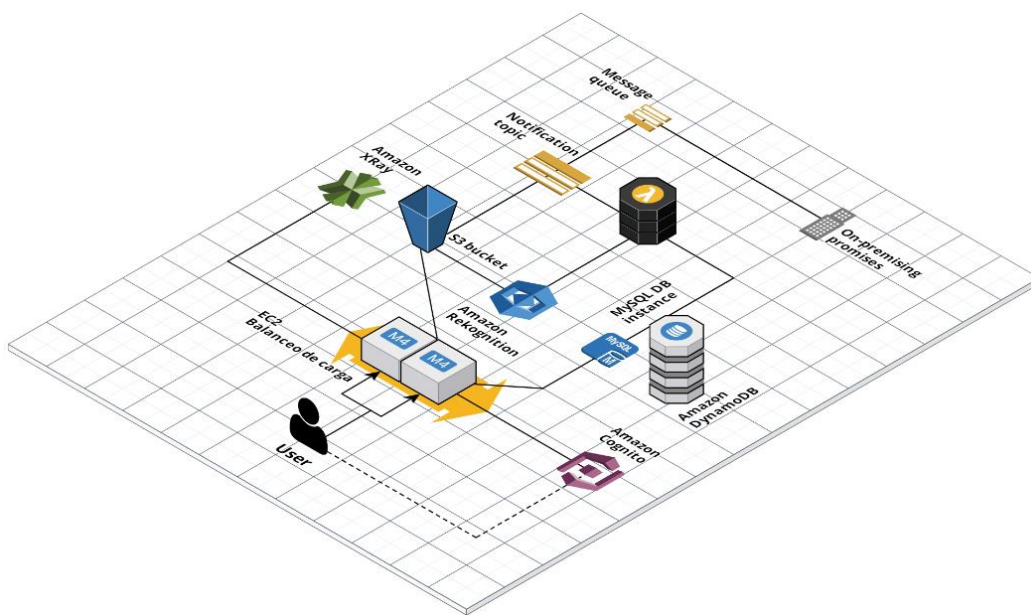 Message
queue
Notification
topic
Amazon
XRay
λ
On-premising
promises
S3 bucket
Amazon
Rekognition
MySQL DB
instance
EC2
Balanceo de carga
M4
M4
MySQL
M
Amazon
DynamoDB
User
Amazon
Cognito